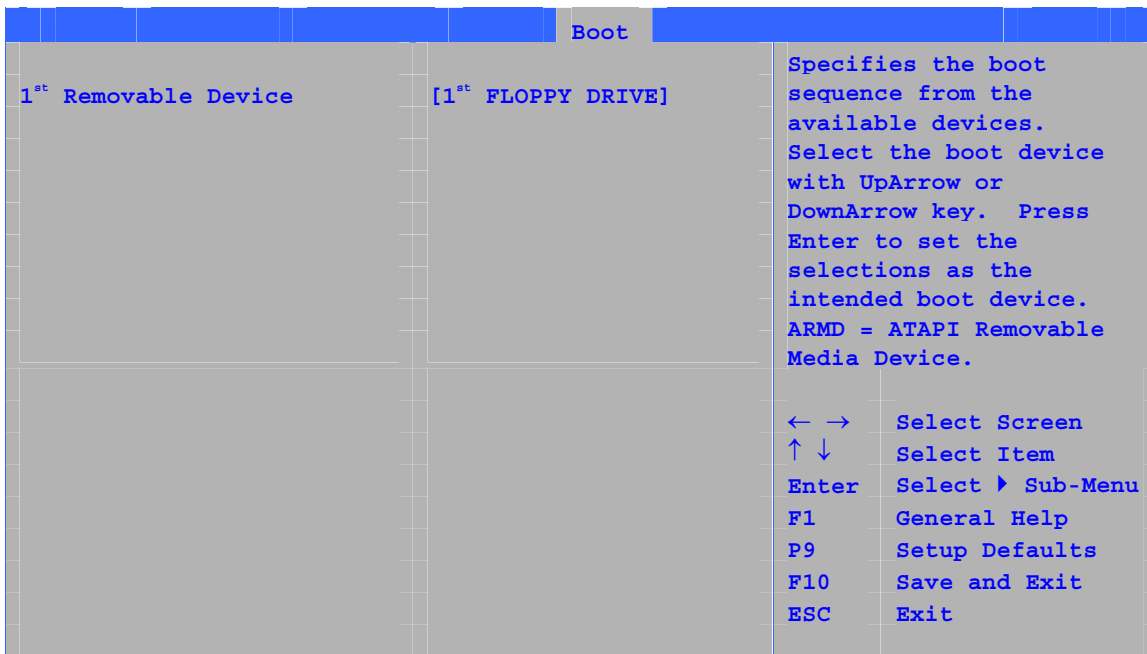 Boot
1st Removable Device [1st FLOPPY DRIVE]
Specifies the boot
sequence from the
available devices.
Select the boot device
with UpArrow or
DownArrow key. Press
Enter to set the
selections as the
intended boot device.
ARMD = ATAPI Removable
Media Device.
← → Select Screen
↑ ↓ Select Item
Enter Select ▶ Sub-Menu
F1 General Help
P9 Setup Defaults
F10 Save and Exit
ESC Exit